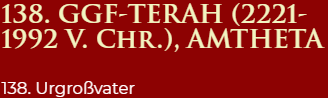 138. GGF-TERAH (2221-
1992 V. CHR.), AMTHETA
138. Urgroßvater